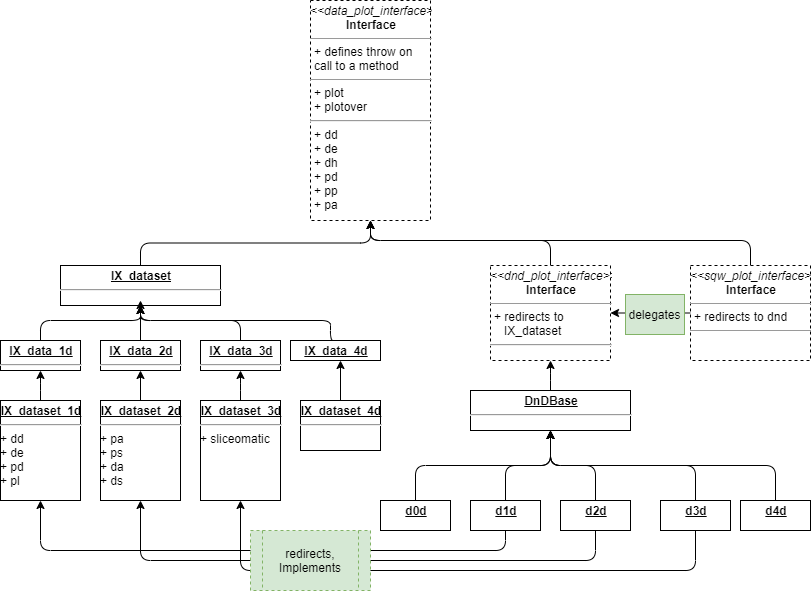 <<data_plot_interface>
Interface
+ defines throw on
call to a method
+ plot
+ plotover
+ dd
+ de
+ dh
+ pd
+ pp
+ pa
IX_dataset
<<dnd_plot_interface>
Interface
+ redirects to
IX_dataset
delegates
<<sqw_plot_interface>
Interface
+ redirects to dnd
IX_data_1d
IX_data_2d
IX_data_3d
IX_data_4d
IX_dataset_1d
+ dd
+ de
+ pd
+ pl
IX_dataset_2d
+ pa
+ ps
+ da
+ ds
IX_dataset_3d
+ sliceomatic
IX_dataset_4d
DnDBase
d0d
d1d
d2d
d3d
d4d
redirects,
Implements